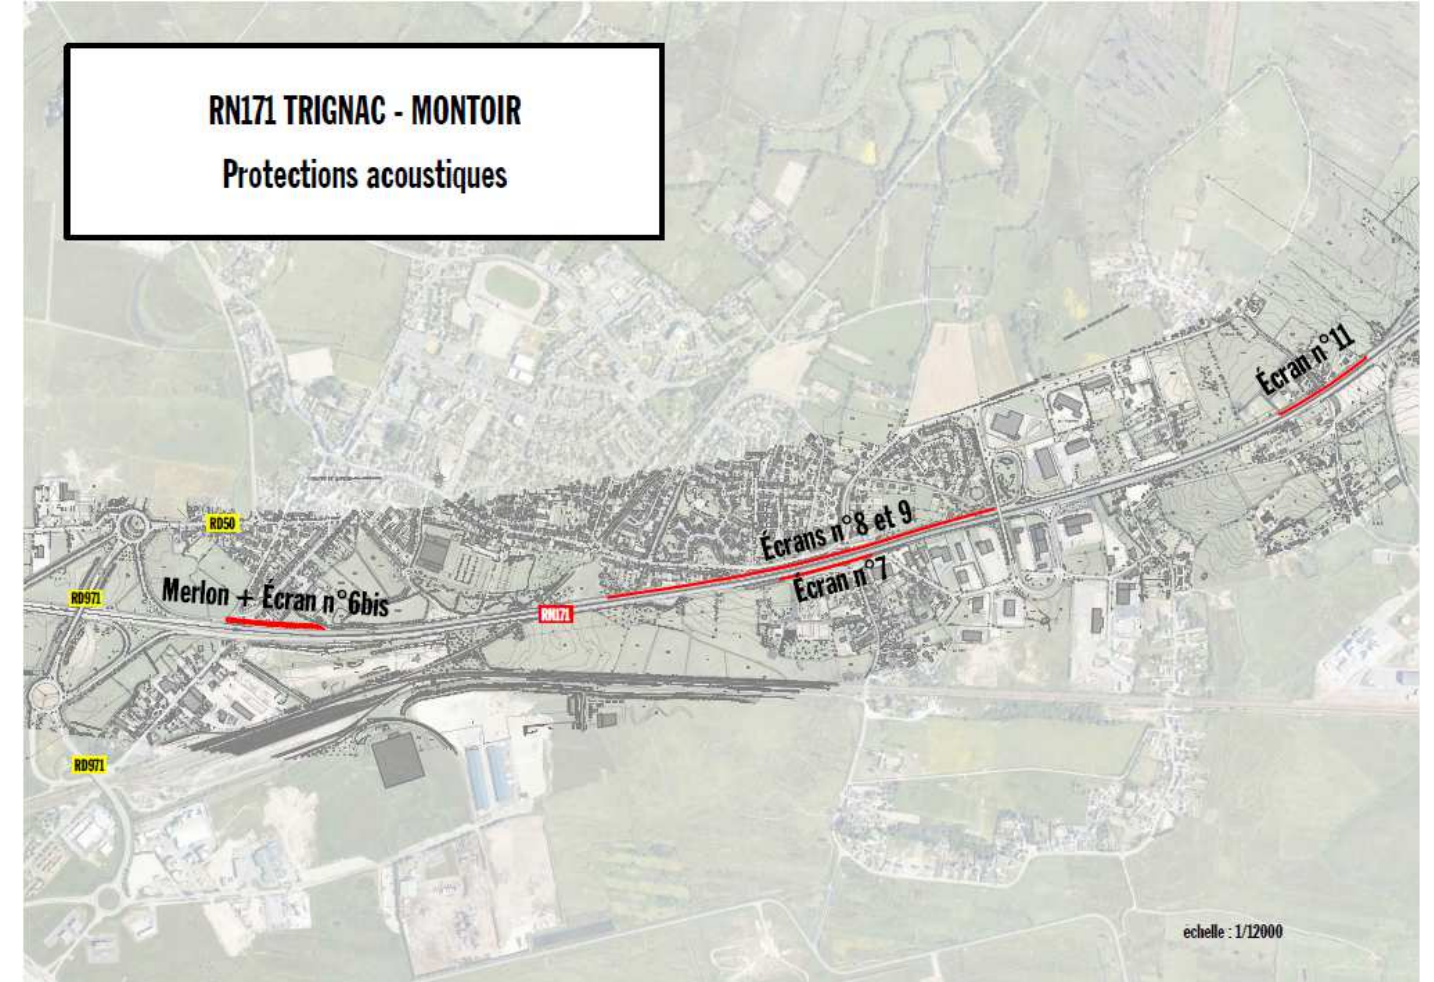 RN171 TRIGNAC - MONTOIR
Protections acoustiques
Écran n°11
RD50
Écrans n°8 et 9
Écran n°7
RD971
Merlon + Écran n°6bis
RN171
RD971
echelle : 1/12000